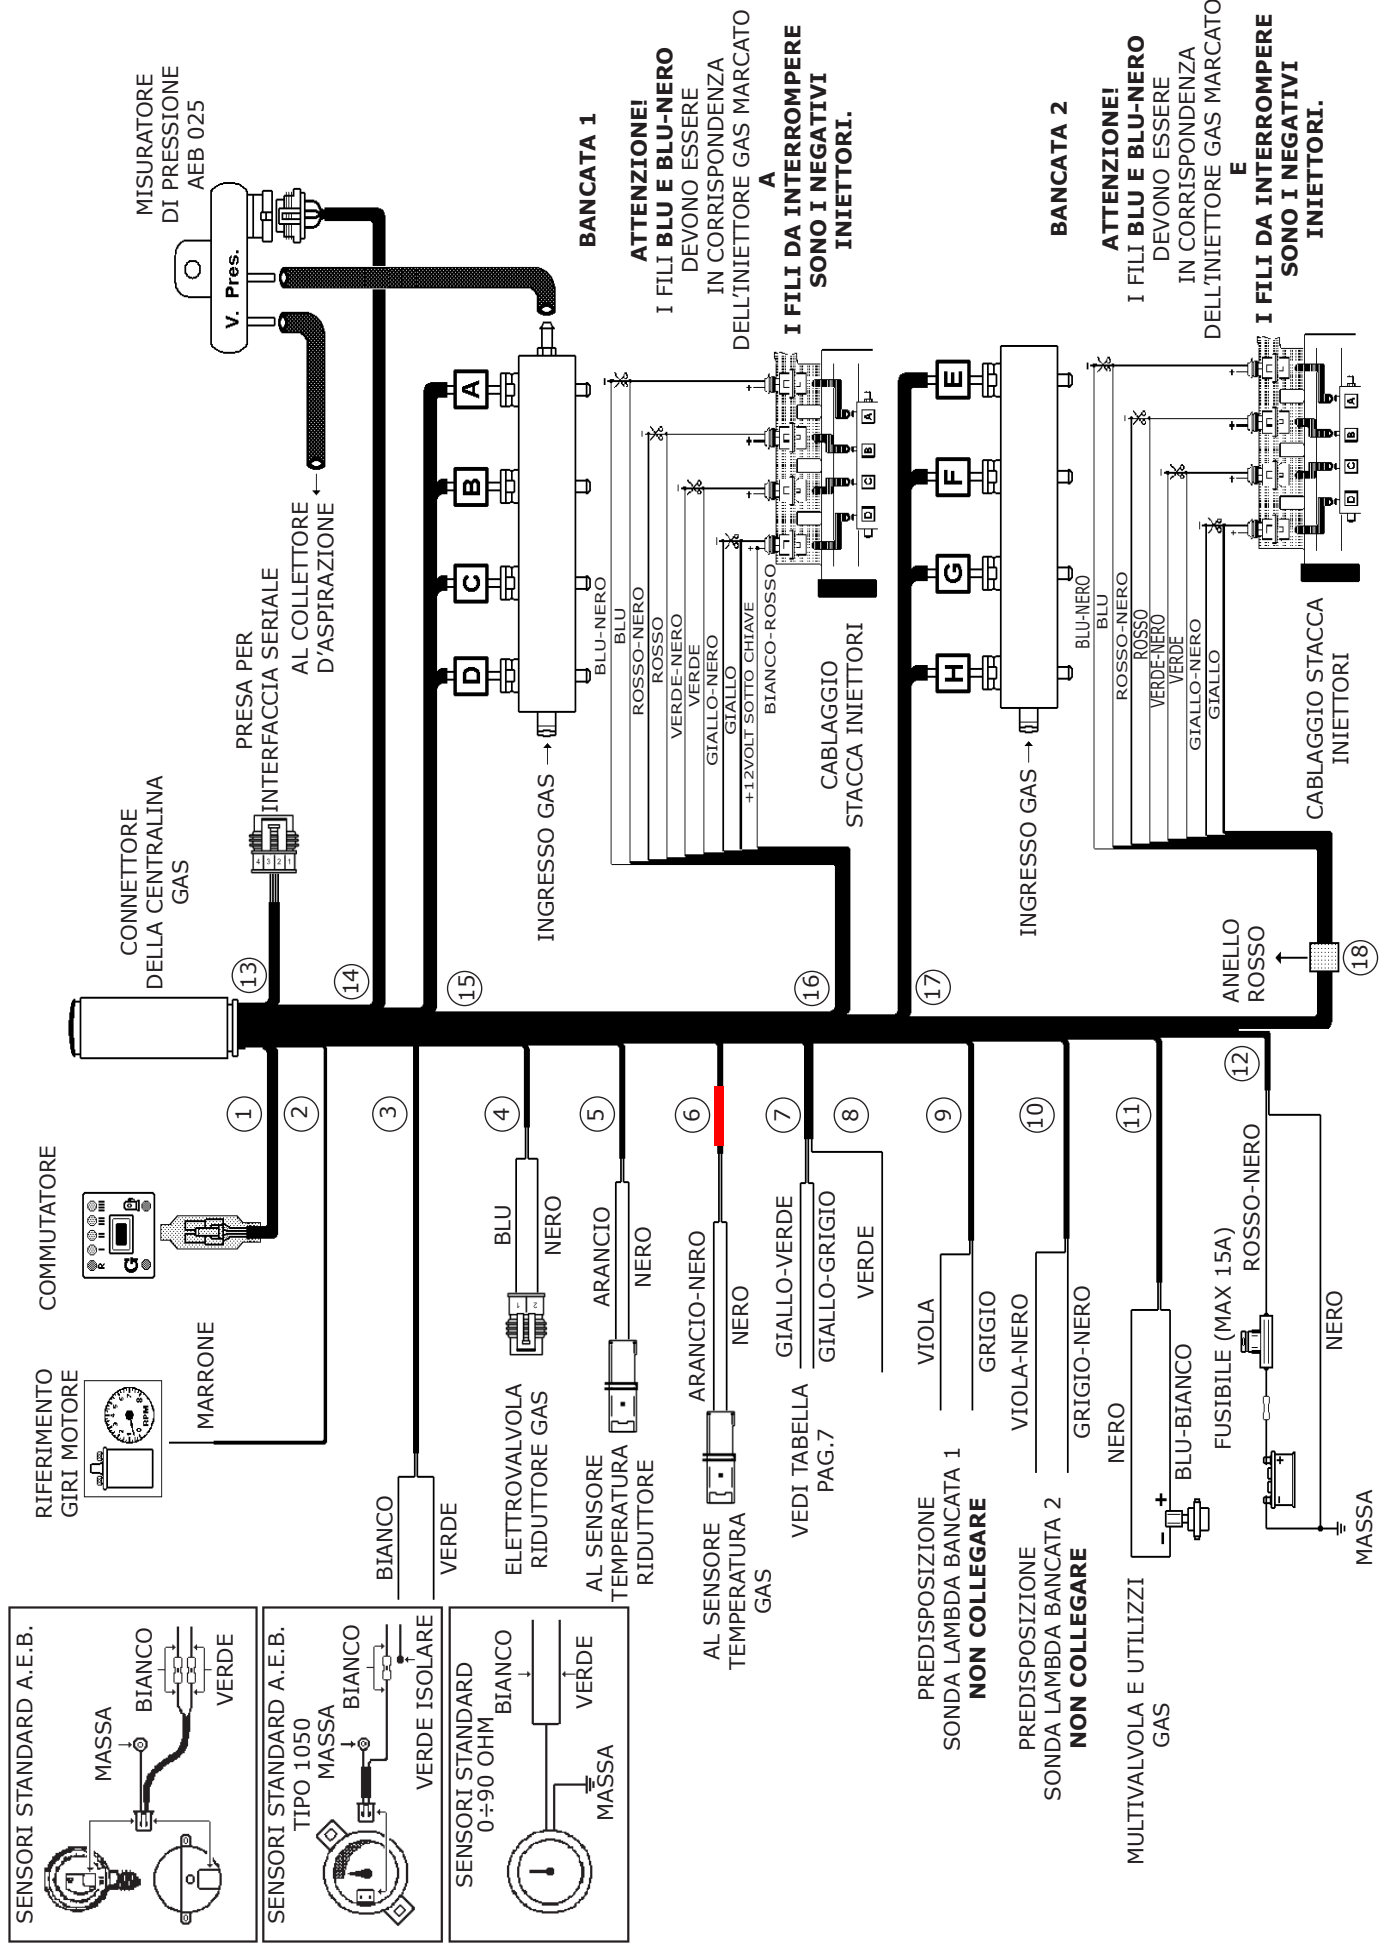 SENSORI STANDARD A.E.B.
MASSA
BIANCO
VERDE
SENSORI STANDARD A.E.B.
TIPO 1050
MASSA
BIANCO
VERDE ISOLARE
SENSORI STANDARD
0÷90 OHM
BIANCO
VERDE
MASSA
RIFERIMENTO
GIRI MOTORE
RPM
MARRONE
COMMUTATORE
R I II III IIII
CONNETTORE
DELLA CENTRALINA
GAS
PRESA PER
INTERFACCIA SERIALE
4 3 2 1
AL COLLETTORE
D'ASPIRAZIONE
MISURATORE
DI PRESSIONE
AEB 025
V. Pres.
1
2
3
4
5
6
7
8
9
10
11
12
13
14
15
16
17
18
BIANCO
VERDE
ELETTROVALVOLA
RIDUTTORE GAS
1 2
BLU
NERO
AL SENSORE
TEMPERATURA
RIDUTTORE
ARANCIO
NERO
AL SENSORE
TEMPERATURA
GAS
ARANCIO-NERO
NERO
VEDI TABELLA
PAG.7
GIALLO-VERDE
GIALLO-GRIGIO
VERDE
PREDISPOSIZIONE
SONDA LAMBDA BANCATA 1
NON COLLEGARE
VIOLA
GRIGIO
PREDISPOSIZIONE
SONDA LAMBDA BANCATA 2
NON COLLEGARE
VIOLA-NERO
GRIGIO-NERO
MULTIVALVOLA E UTILIZZI
GAS
NERO
BLU-BIANCO
- +
FUSIBILE (MAX 15A)
ROSSO-NERO
NERO
- +
MASSA
D C B A
INGRESSO GAS
BLU-NERO
BLU
ROSSO-NERO
ROSSO
VERDE-NERO
VERDE
GIALLO-NERO
GIALLO
+12VOLT SOTTO CHIAVE
BIANCO-ROSSO
CABLAGGIO
STACCA INIETTORI
D C B A
BANCATA 1
ATTENZIONE!
I FILI BLU E BLU-NERO
DEVONO ESSERE
IN CORRISPONDENZA
DELL'INIETTORE GAS MARCATO
A
I FILI DA INTERROMPERE
SONO I NEGATIVI
INIETTORI.
H G F E
INGRESSO GAS
BLU-NERO
BLU
ROSSO-NERO
ROSSO
VERDE-NERO
VERDE
GIALLO-NERO
GIALLO
ANELLO
ROSSO
CABLAGGIO STACCA
INIETTORI
D C B A
BANCATA 2
ATTENZIONE!
I FILI BLU E BLU-NERO
DEVONO ESSERE
IN CORRISPONDENZA
DELL'INIETTORE GAS MARCATO
E
I FILI DA INTERROMPERE
SONO I NEGATIVI
INIETTORI.